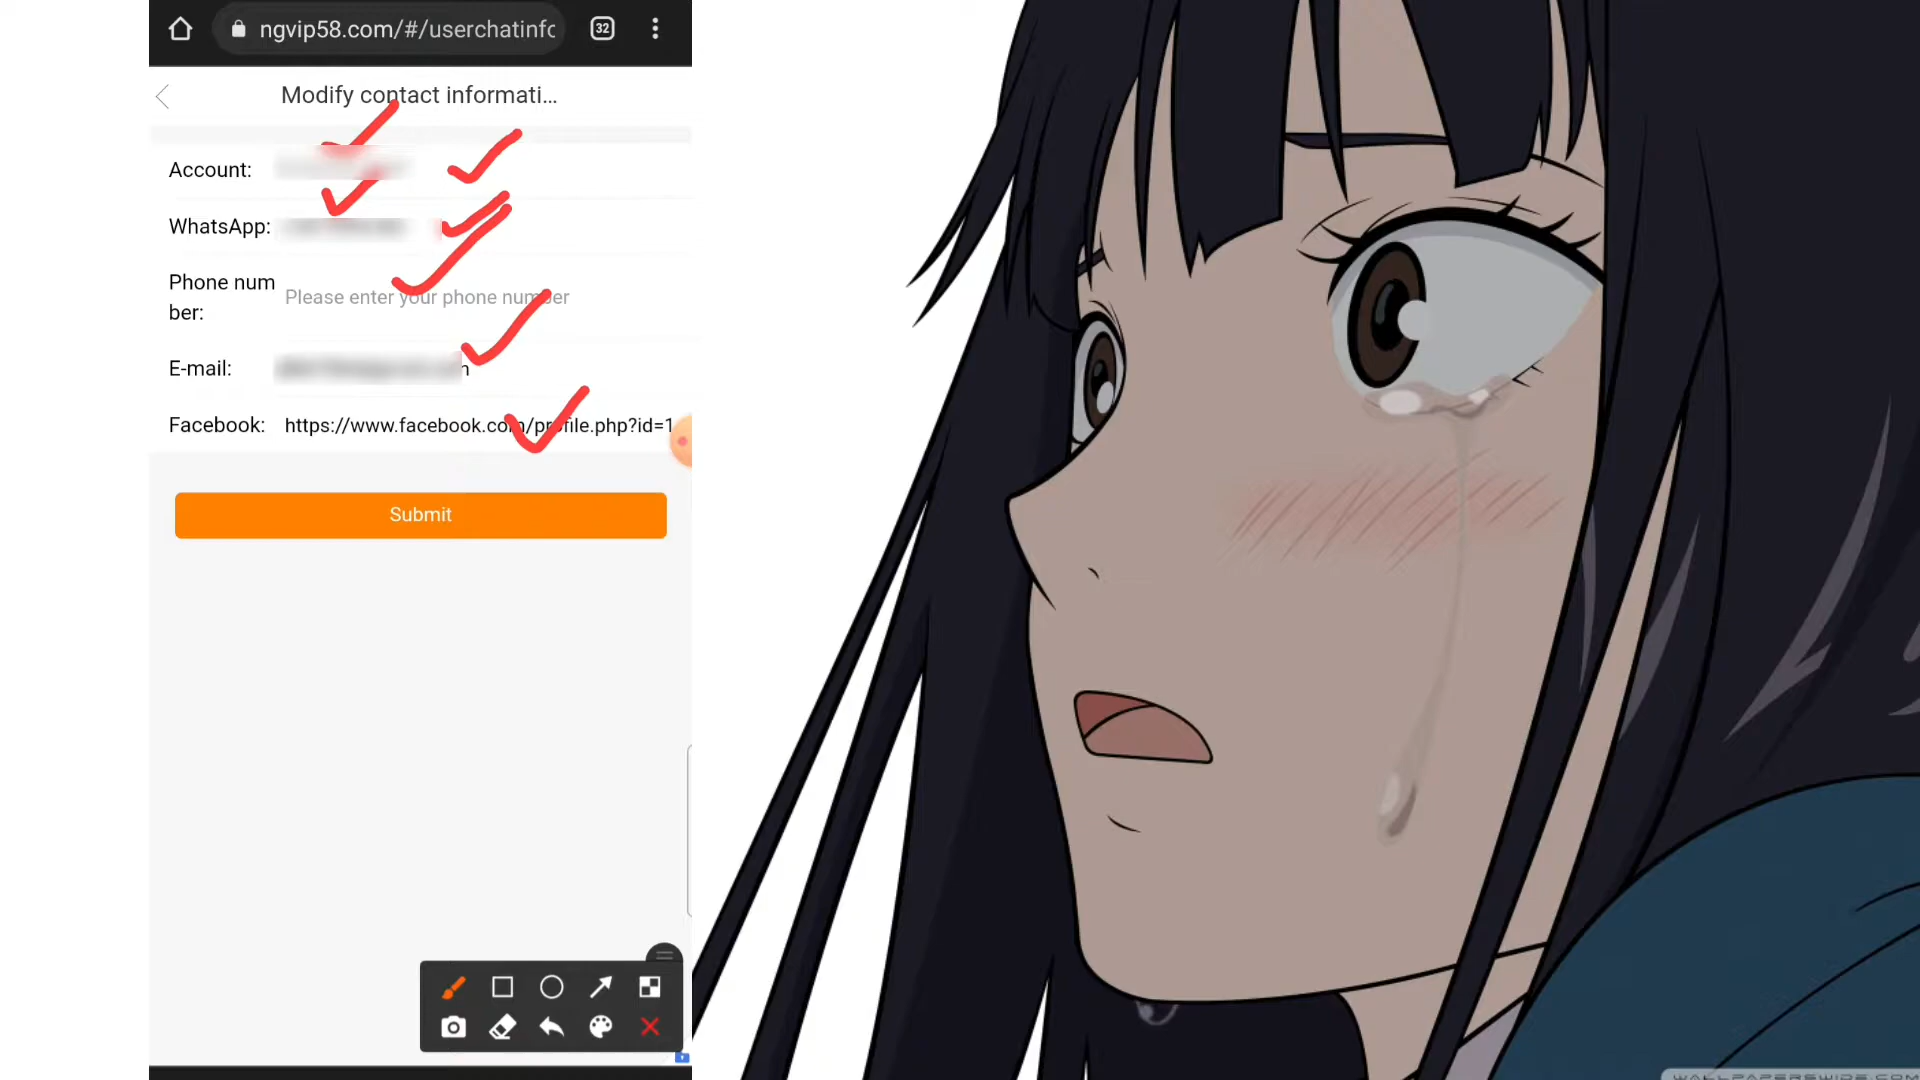 ngvip58.com/#/userchatinfo
32
Modify contact informati...
Account:
WhatsApp:
Phone num
ber:
Please enter your phone number
E-mail:
Facebook: https://www.facebook.com/profile.php?id=1
Submit